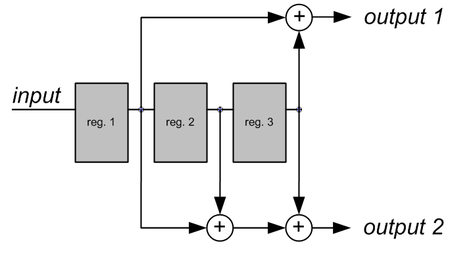 + output 1
input
reg. 1 reg. 2 reg. 3
+ + output 2